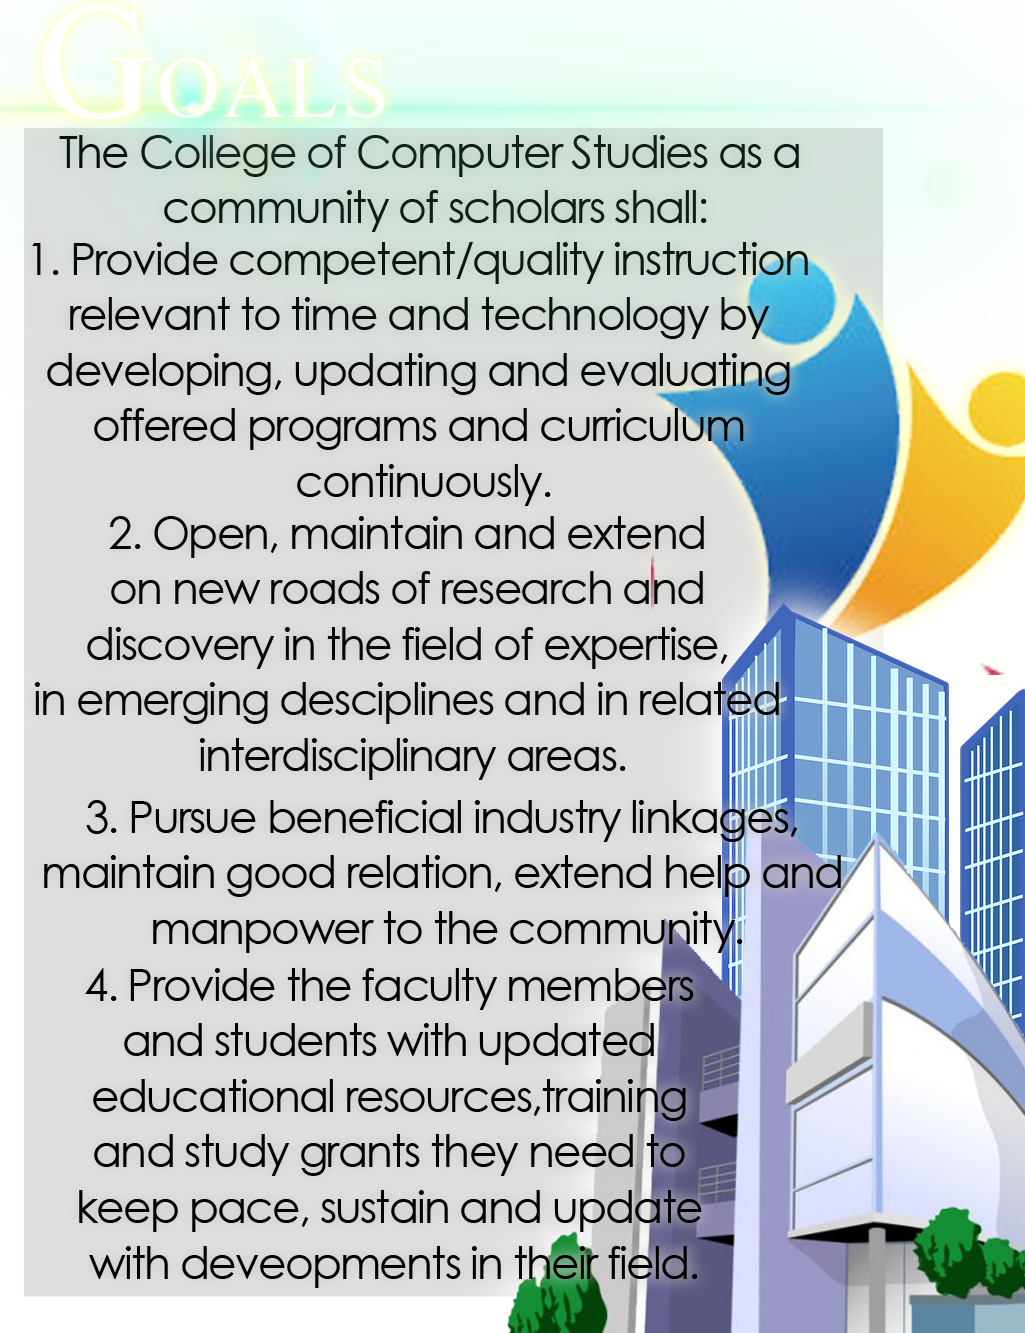 GOALS
The College of Computer Studies as a
community of scholars shall:
1. Provide competent/quality instruction
relevant to time and technology by
developing, updating and evaluating
offered programs and curriculum
continuously.
2. Open, maintain and extend
on new roads of research and
discovery in the field of expertise,
in emerging desciplines and in related
interdisciplinary areas.
3. Pursue beneficial industry linkages,
maintain good relation, extend help and
manpower to the community.
4. Provide the faculty members
and students with updated
educational resources,training
and study grants they need to
keep pace, sustain and update
with deveopments in their field.